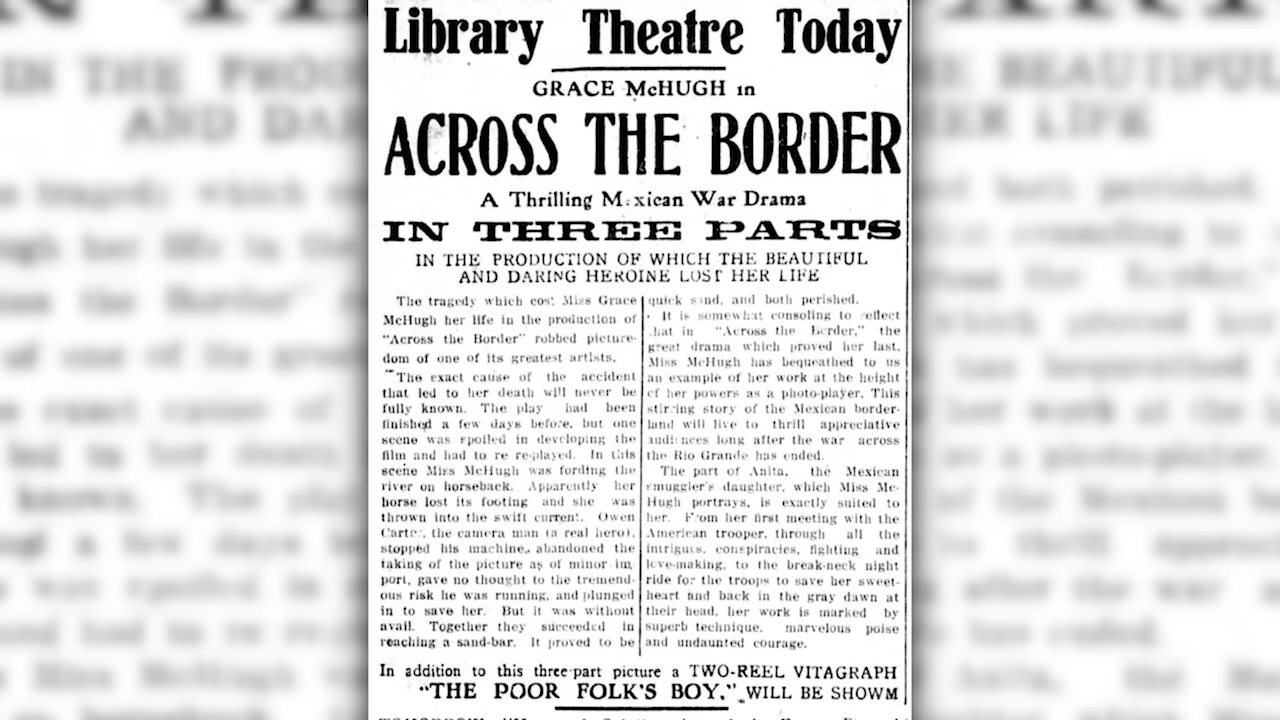 Library Theatre Today
GRACE McHUGH in
ACROSS THE BORDER
A Thrilling Mexican War Drama
IN THREE PARTS
IN THE PRODUCTION OF WHICH THE BEAUTIFUL
AND DARING HEROINE LOST HER LIFE
The tragedy which cost Miss Grace
McHugh her life in the production of
"Across the Border" robbed picture-
dom of one of its greatest artists.
The exact cause of the accident
that led to her death will never be
fully known. The play had been
finished a few days before, but one
scene was spoiled in developing the
film and had to re re-played. In this
scene Miss McHugh was fording the
river on horseback. Apparently her
horse lost its footing and she was
thrown into the swift current. Owen
Carter, the camera man (a real hero),
stopped his machine, abandoned the
taking of the picture as of minor im
port, gave no thought to the tremend-
ous risk he was running, and plunged
in to save her. But it was without
avail. Together they succeeded in
reaching a sand-bar. It proved to be
quick sand, and both perished.
It is somewhat consoling to reflect
that in "Across the Border," the
great drama which proved her last,
Miss McHugh has bequeathed to us
an example of her work at the height
of her powers as a photo-player. This
stirring story of the Mexican border-
land will live to thrill appreciative
audiences long after the war across
the Rio Grande has ended.
The part of Anita, the Mexican
smuggler's daughter, which Miss Mc-
Hugh portrays, is exactly suited to
her. From her first meeting with the
American trooper, through all the
intrigues, conspiracies, fighting and
love-making, to the break-neck night
ride for the troops to save her sweet-
heart and back in the gray dawn at
their head, her work is marked by
superb technique, marvelous poise
and undaunted courage.
In addition to this three-part picture a TWO-REEL VITAGRAPH
"THE POOR FOLK'S BOY," WILL BE SHOWM